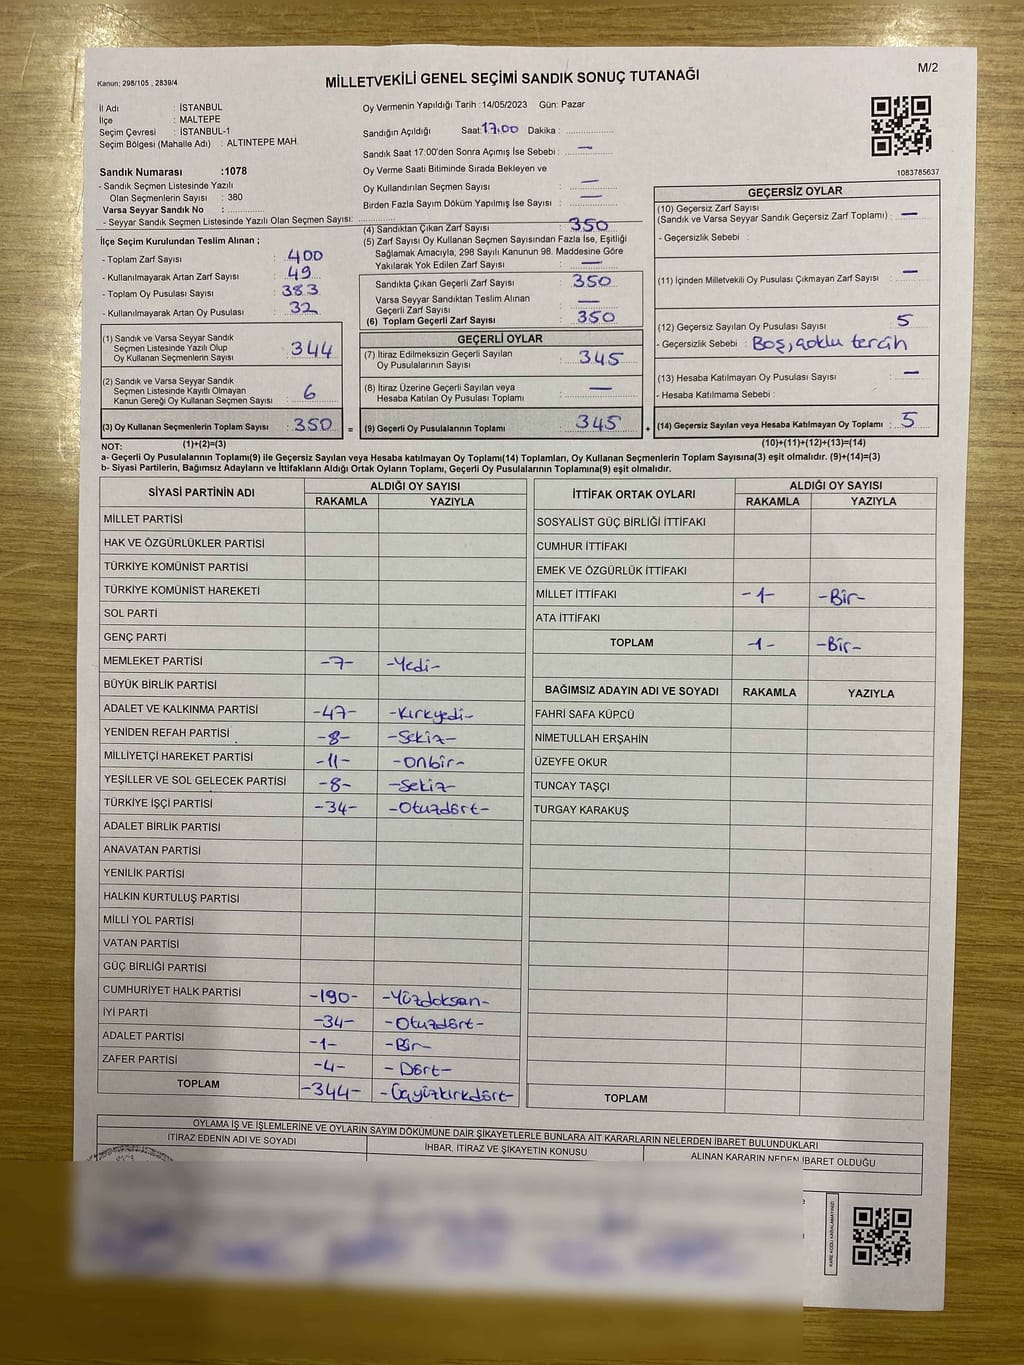 Kanun: 298/105 , 2839/4
MİLLETVEKİLİ GENEL SEÇİMİ SANDIK SONUÇ TUTANAĞI
M/2
İl Adı : İSTANBUL
İlçe : MALTEPE
Seçim Çevresi : İSTANBUL-1
Seçim Bölgesi (Mahalle Adı) : ALTINTEPE MAH
Sandık Numarası :1078
- Sandık Seçmen Listesinde Yazılı
Olan Seçmenlerin Sayısı : 380
Varsa Seyyar Sandık No : ...............
- Seyyar Sandık Seçmen Listesinde Yazılı Olan Seçmen Sayısı: ...............
Oy Vermenin Yapıldığı Tarih : 14/05/2023 Gün: Pazar
Sandığın Açıldığı Saat: 17.00 Dakika : ...............
Sandık Saat 17:00'den Sonra Açımış İse Sebebi : —
Oy Verme Saati Bitiminde Sırada Bekleyen ve
Oy Kullandırılan Seçmen Sayısı : —
Birden Fazla Sayım Döküm Yapılmış İse Sayısı : —
1083785637
İlçe Seçim Kurulundan Teslim Alınan ;
- Toplam Zarf Sayısı : 400
- Kullanılmayarak Artan Zarf Sayısı : 49
- Toplam Oy Pusulası Sayısı : 383
- Kullanılmayarak Artan Oy Pusulası : 32
(4) Sandıktan Çıkan Zarf Sayısı : 350
(5) Zarf Sayısı Oy Kullanan Seçmen Sayısından Fazla İse, Eşitliği
Sağlamak Amacıyla, 298 Sayılı Kanunun 98. Maddesine Göre
Yakılarak Yok Edilen Zarf Sayısı : —
Sandıkta Çıkan Geçerli Zarf Sayısı : 350
Varsa Seyyar Sandıktan Teslim Alınan
Geçerli Zarf Sayısı : —
(6) Toplam Geçerli Zarf Sayısı : 350
GEÇERSİZ OYLAR
(10) Geçersiz Zarf Sayısı
(Sandık ve Varsa Seyyar Sandık Geçersiz Zarf Toplamı) : —
- Geçersizlik Sebebi :
(11) İçinden Milletvekili Oy Pusulası Çıkmayan Zarf Sayısı : —
(12) Geçersiz Sayılan Oy Pusulası Sayısı : 5
- Geçersizlik Sebebi : Boş, çoklu tercih
(13) Hesaba Katılmayan Oy Pusulası Sayısı : —
- Hesaba Katılmama Sebebi :
(14) Geçersiz Sayılan veya Hesaba Katılmayan Oy Toplamı : 5
(1) Sandık ve Varsa Seyyar Sandık
Seçmen Listesinde Yazılı Olup
Oy Kullanan Seçmenlerin Sayısı : 344
(2) Sandık ve Varsa Seyyar Sandık
Seçmen Listesinde Kayıtlı Olmayan
Kanun Gereği Oy Kullanan Seçmen Sayısı : 6
(3) Oy Kullanan Seçmenlerin Toplam Sayısı : 350 =
GEÇERLİ OYLAR
(7) İtiraz Edilmeksizin Geçerli Sayılan
Oy Pusulalarının Sayısı : 345
(8) İtiraz Üzerine Geçerli Sayılan veya
Hesaba Katılan Oy Pusulası Toplamı : —
(9) Geçerli Oy Pusulalarının Toplamı : 345 +
NOT: (1)+(2)=(3)
(10)+(11)+(12)+(13)=(14)
a- Geçerli Oy Pusulalarının Toplamı(9) ile Geçersiz Sayılan veya Hesaba katılmayan Oy Toplamı(14) Toplamları, Oy Kullanan Seçmenlerin Toplam Sayısına(3) eşit olmalıdır. (9)+(14)=(3)
b- Siyasi Partilerin, Bağımsız Adayların ve İttifakların Aldığı Ortak Oyların Toplamı, Geçerli Oy Pusulalarının Toplamına(9) eşit olmalıdır.
SİYASİ PARTİNİN ADI ALDIĞI OY SAYISI
RAKAMLA YAZIYLA
MİLLET PARTİSİ
HAK VE ÖZGÜRLÜKLER PARTİSİ
TÜRKİYE KOMÜNİST PARTİSİ
TÜRKİYE KOMÜNİST HAREKETİ
SOL PARTİ
GENÇ PARTİ
MEMLEKET PARTİSİ -7- -Yedi-
BÜYÜK BİRLİK PARTİSİ
ADALET VE KALKINMA PARTİSİ -47- -Kırkyedi-
YENİDEN REFAH PARTİSİ -8- -Sekiz-
MİLLİYETÇİ HAREKET PARTİSİ -11- -Onbir-
YEŞİLLER VE SOL GELECEK PARTİSİ -8- -Sekiz-
TÜRKİYE İŞÇİ PARTİSİ -34- -Otuzdört-
ADALET BİRLİK PARTİSİ
ANAVATAN PARTİSİ
YENİLİK PARTİSİ
HALKIN KURTULUŞ PARTİSİ
MİLLİ YOL PARTİSİ
VATAN PARTİSİ
GÜÇ BİRLİĞİ PARTİSİ
CUMHURİYET HALK PARTİSİ -190- -Yüzdoksan-
İYİ PARTİ -34- -Otuzdört-
ADALET PARTİSİ -1- -Bir-
ZAFER PARTİSİ -4- -Dört-
TOPLAM -344- -Üçyüzkırkdört-
İTTİFAK ORTAK OYLARI ALDIĞI OY SAYISI
RAKAMLA YAZIYLA
SOSYALİST GÜÇ BİRLİĞİ İTTİFAKI
CUMHUR İTTİFAKI
EMEK VE ÖZGÜRLÜK İTTİFAKI
MİLLET İTTİFAKI -1- -Bir-
ATA İTTİFAKI
TOPLAM -1- -Bir-
BAĞIMSIZ ADAYIN ADI VE SOYADI RAKAMLA YAZIYLA
FAHRİ SAFA KÜPCÜ
NİMETULLAH ERŞAHİN
ÜZEYFE OKUR
TUNCAY TAŞÇI
TURGAY KARAKUŞ
TOPLAM
OYLAMA İŞ VE İŞLEMLERİNE VE OYLARIN SAYIM DÖKÜMÜNE DAİR ŞİKAYETLERLE BUNLARA AİT KARARLARIN NELERDEN İBARET BULUNDUKLARI
İTİRAZ EDENİN ADI VE SOYADI İHBAR, İTİRAZ VE ŞİKAYETİN KONUSU ALINAN KARARIN NEDEN İBARET OLDUĞU
KARE KODU KARALAMAYINIZ!